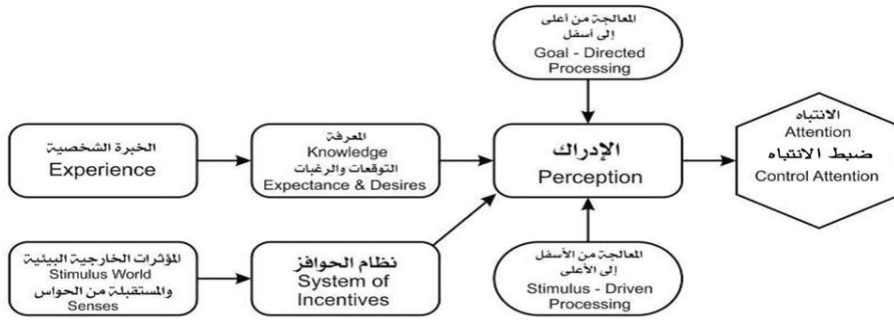 المعالجة من أعلى
إلى أسفل
Goal - Directed
Processing
الخبرة الشخصية
Experience
المعرفة
Knowledge
التوقعات والرغبات
Expectance & Desires
الإدراك
Perception
الانتباه
Attention
ضبط الانتباه
Control Attention
المؤثرات الخارجية البيئية
Stimulus World
والمستقبلة من الحواس
Senses
نظام الحوافز
System of
Incentives
المعالجة من الأسفل
إلى الأعلى
Stimulus - Driven
Processing